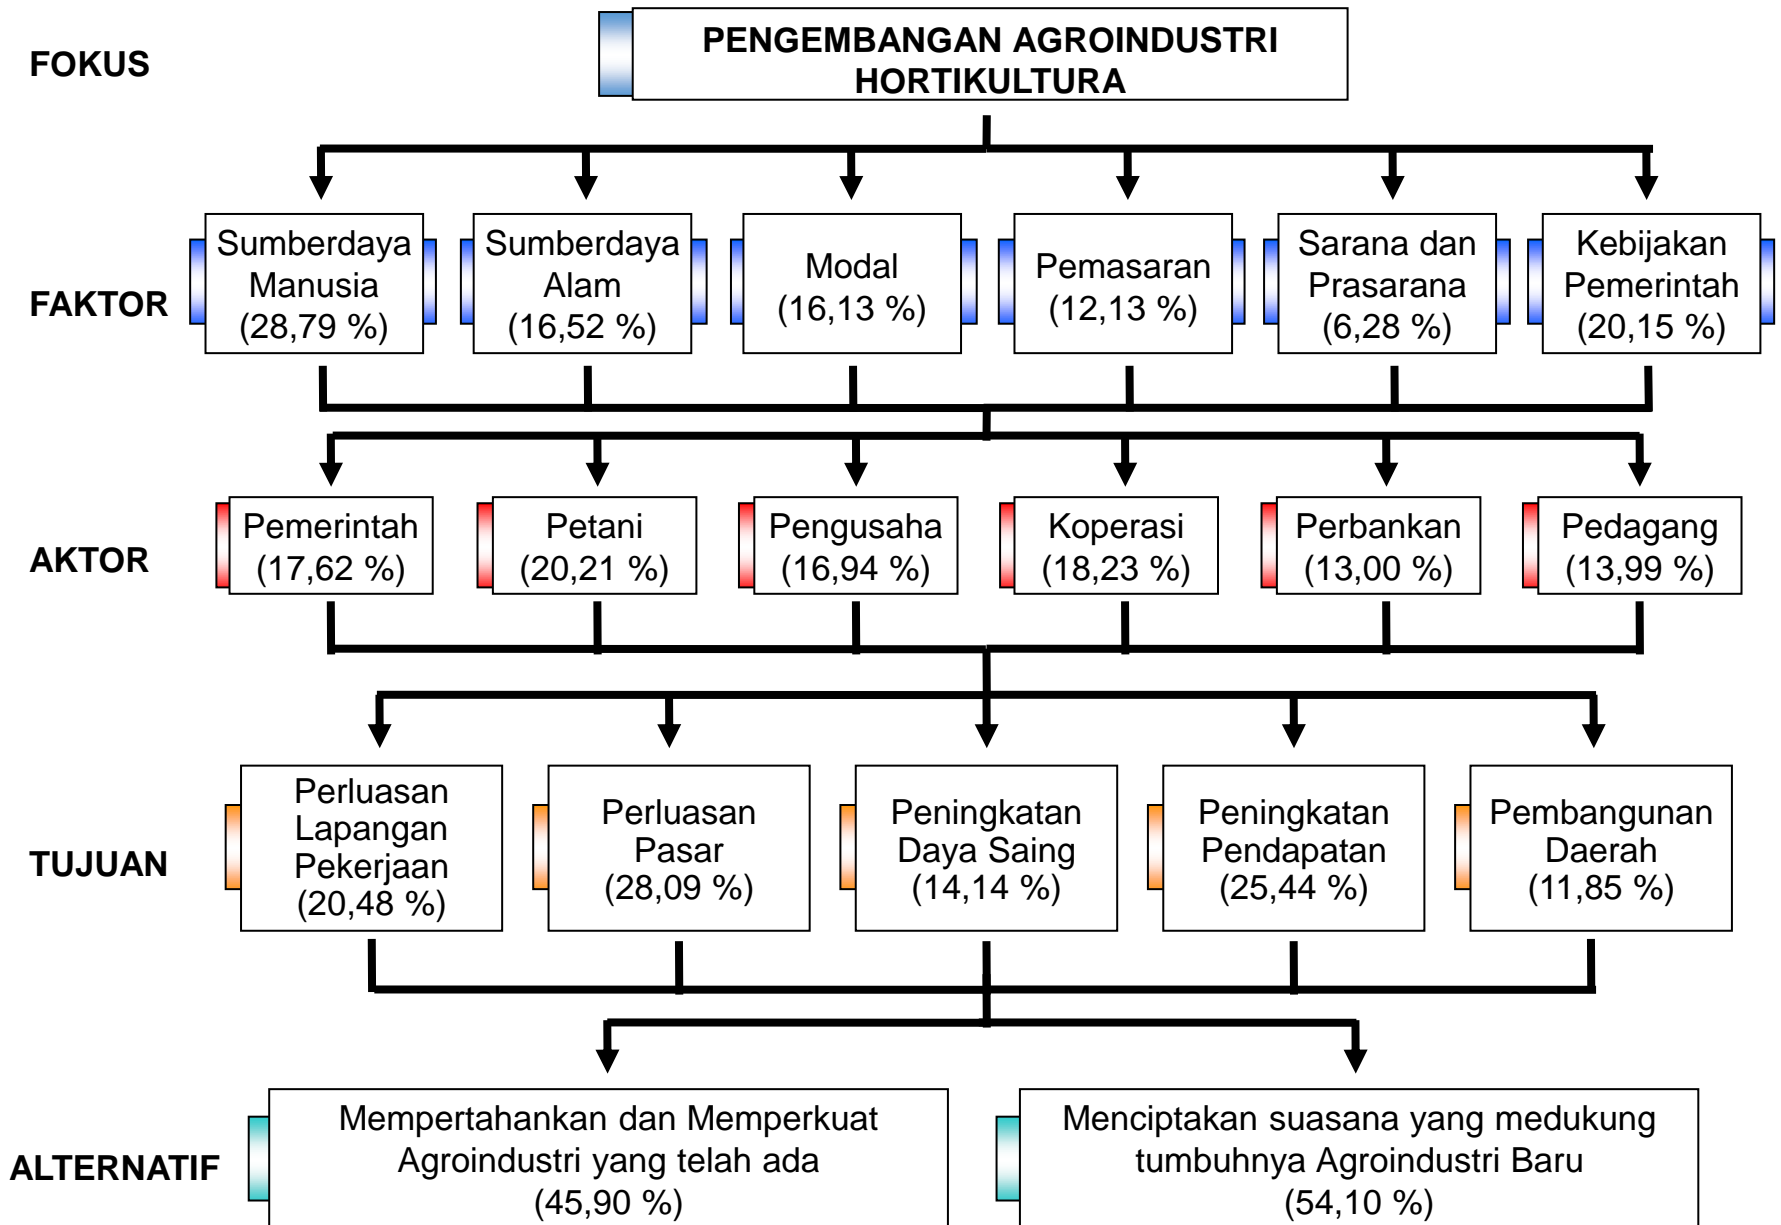 FOKUS
PENGEMBANGAN AGROINDUSTRI
HORTIKULTURA
FAKTOR
Sumberdaya
Manusia
(28,79 %)
Sumberdaya
Alam
(16,52 %)
Modal
(16,13 %)
Pemasaran
(12,13 %)
Sarana dan
Prasarana
(6,28 %)
Kebijakan
Pemerintah
(20,15 %)
AKTOR
Pemerintah
(17,62 %)
Petani
(20,21 %)
Pengusaha
(16,94 %)
Koperasi
(18,23 %)
Perbankan
(13,00 %)
Pedagang
(13,99 %)
TUJUAN
Perluasan
Lapangan
Pekerjaan
(20,48 %)
Perluasan
Pasar
(28,09 %)
Peningkatan
Daya Saing
(14,14 %)
Peningkatan
Pendapatan
(25,44 %)
Pembangunan
Daerah
(11,85 %)
ALTERNATIF
Mempertahankan dan Memperkuat
Agroindustri yang telah ada
(45,90 %)
Menciptakan suasana yang medukung
tumbuhnya Agroindustri Baru
(54,10 %)